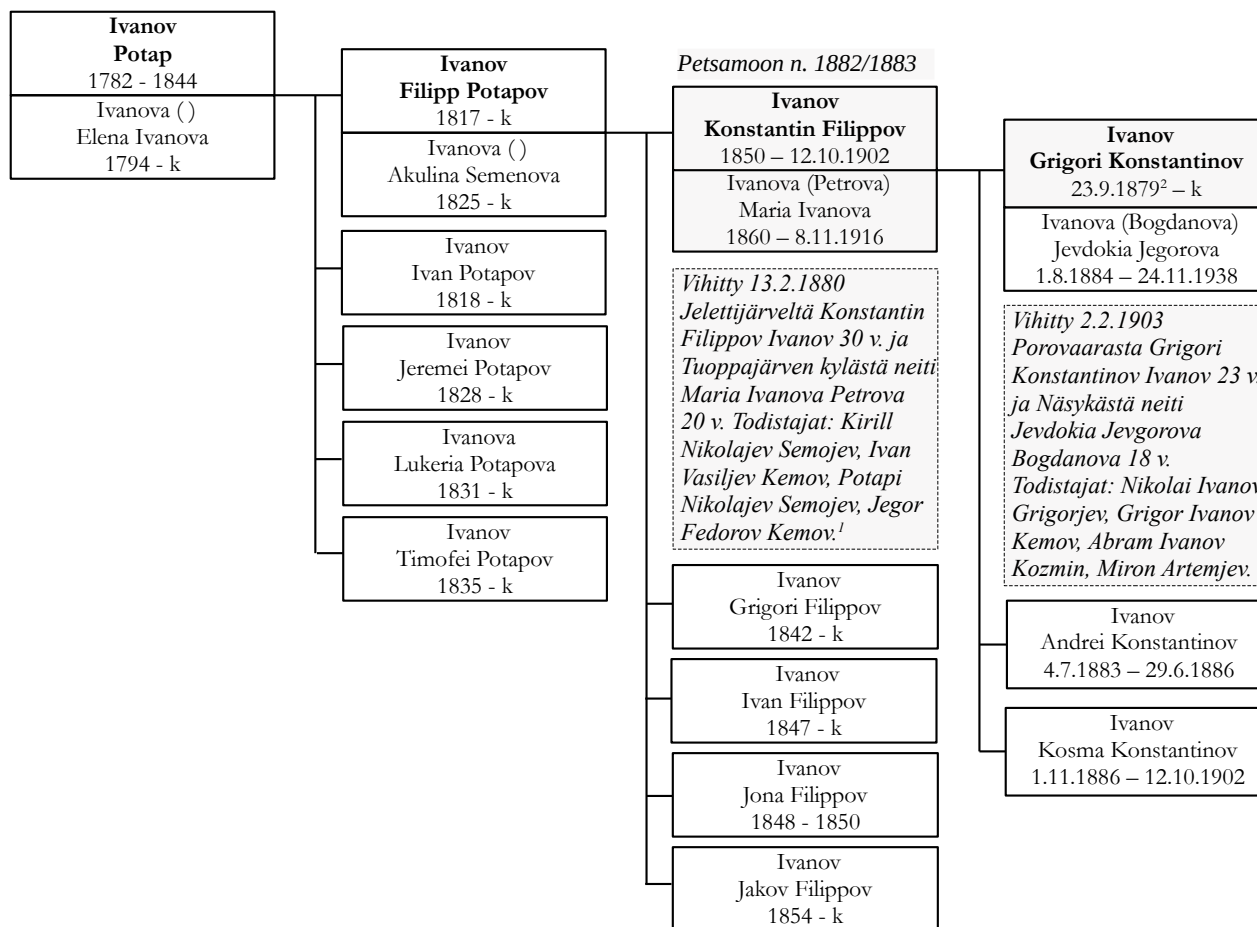 Ivanov
Potap
1782 - 1844
Ivanova ( )
Elena Ivanova
1794 - k
Ivanov
Filipp Potapov
1817 - k
Ivanova ( )
Akulina Semenova
1825 - k
Ivanov
Ivan Potapov
1818 - k
Ivanov
Jeremei Potapov
1828 - k
Ivanova
Lukeria Potapova
1831 - k
Ivanov
Timofei Potapov
1835 - k
Petsamoon n. 1882/1883
Ivanov
Konstantin Filippov
1850 – 12.10.1902
Ivanova (Petrova)
Maria Ivanova
1860 – 8.11.1916
Vihitty 13.2.1880
Jelettijärveltä Konstantin
Filippov Ivanov 30 v. ja
Tuoppajärven kylästä neiti
Maria Ivanova Petrova
20 v. Todistajat: Kirill
Nikolajev Semojev, Ivan
Vasiljev Kemov, Potapi
Nikolajev Semojev, Jegor
Fedorov Kemov.¹
Ivanov
Grigori Filippov
1842 - k
Ivanov
Ivan Filippov
1847 - k
Ivanov
Jona Filippov
1848 - 1850
Ivanov
Jakov Filippov
1854 - k
Ivanov
Grigori Konstantinov
23.9.1879² – k
Ivanova (Bogdanova)
Jevdokia Jegorova
1.8.1884 – 24.11.1938
Vihitty 2.2.1903
Porovaarasta Grigori
Konstantinov Ivanov 23 v.
ja Näsykästä neiti
Jevdokia Jevgorova
Bogdanova 18 v.
Todistajat: Nikolai Ivanov
Grigorjev, Grigor Ivanov
Kemov, Abram Ivanov
Kozmin, Miron Artemjev.
Ivanov
Andrei Konstantinov
4.7.1883 – 29.6.1886
Ivanov
Kosma Konstantinov
1.11.1886 – 12.10.1902